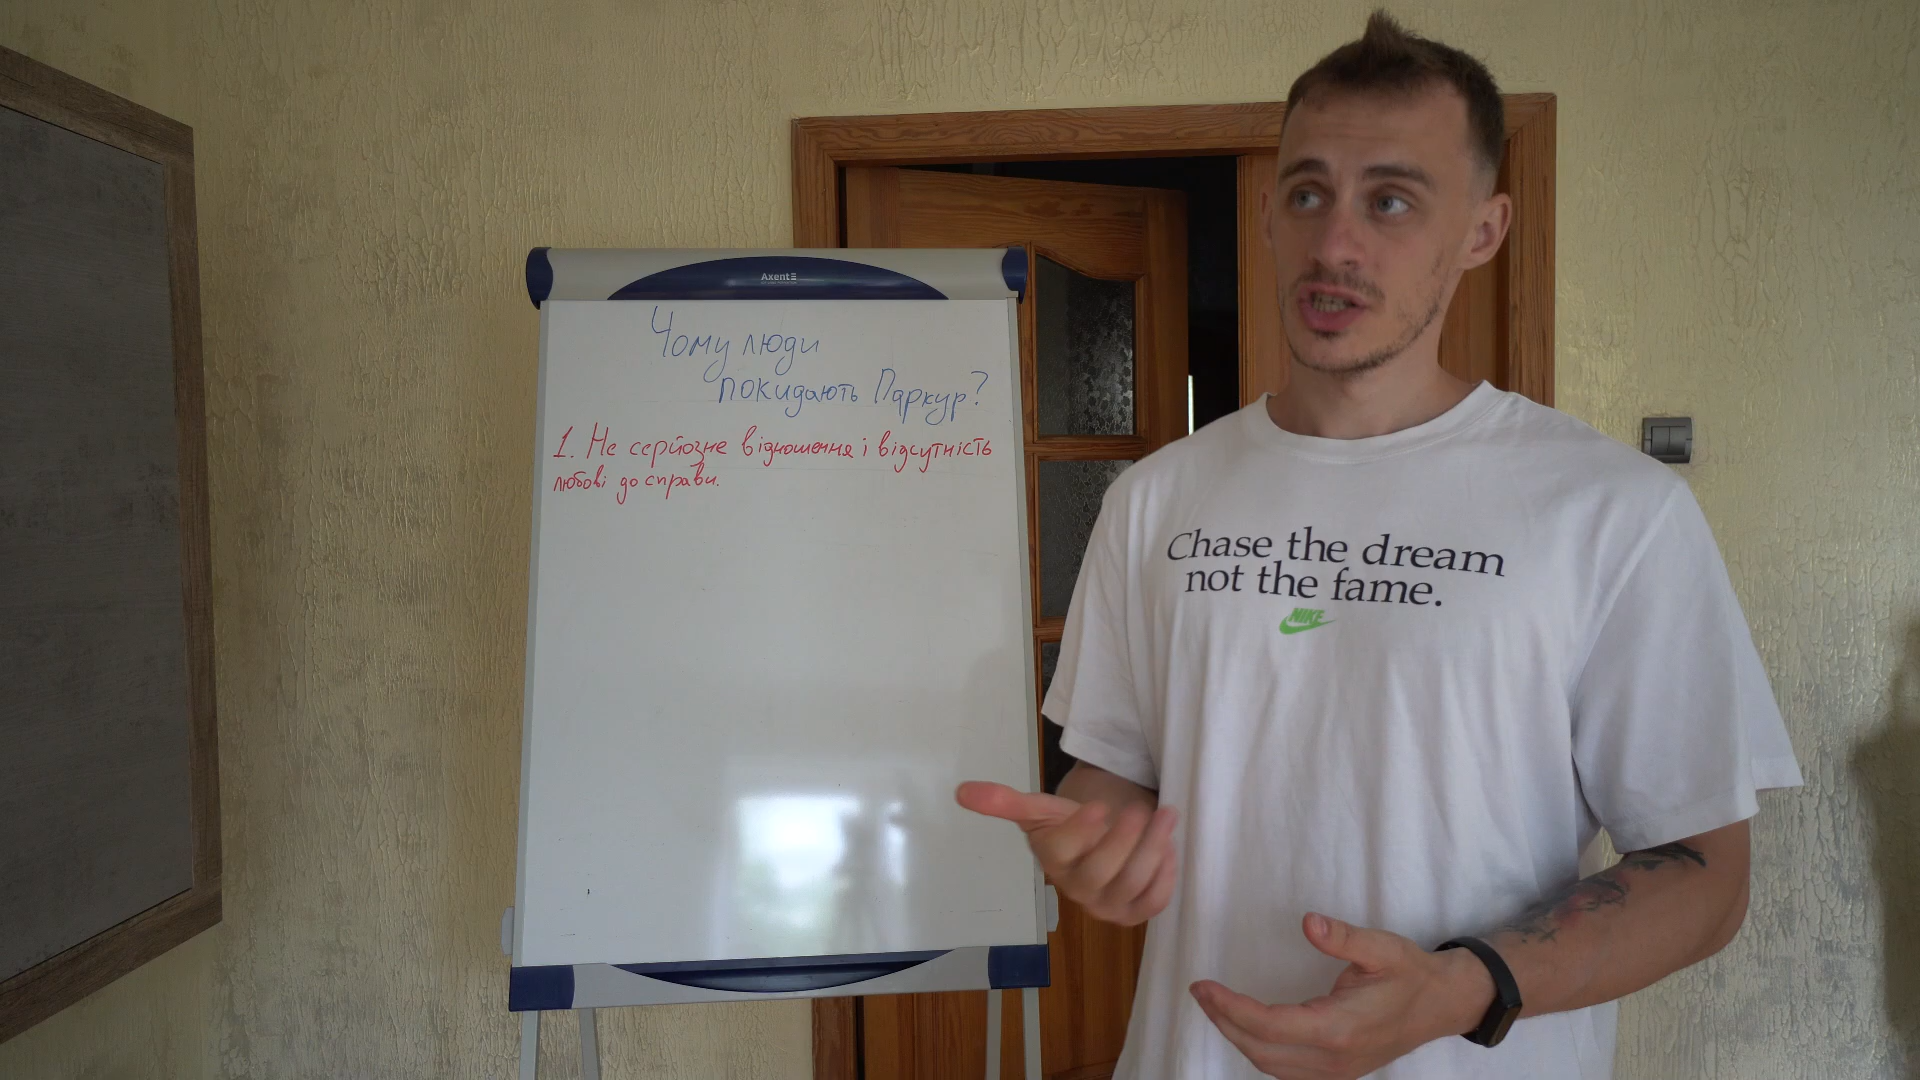 Axent
Чому люди
покидають Паркур?
1. Не серйозне відношення і відсутність
любові до справи.
Chase the dream
not the fame.
NIKE